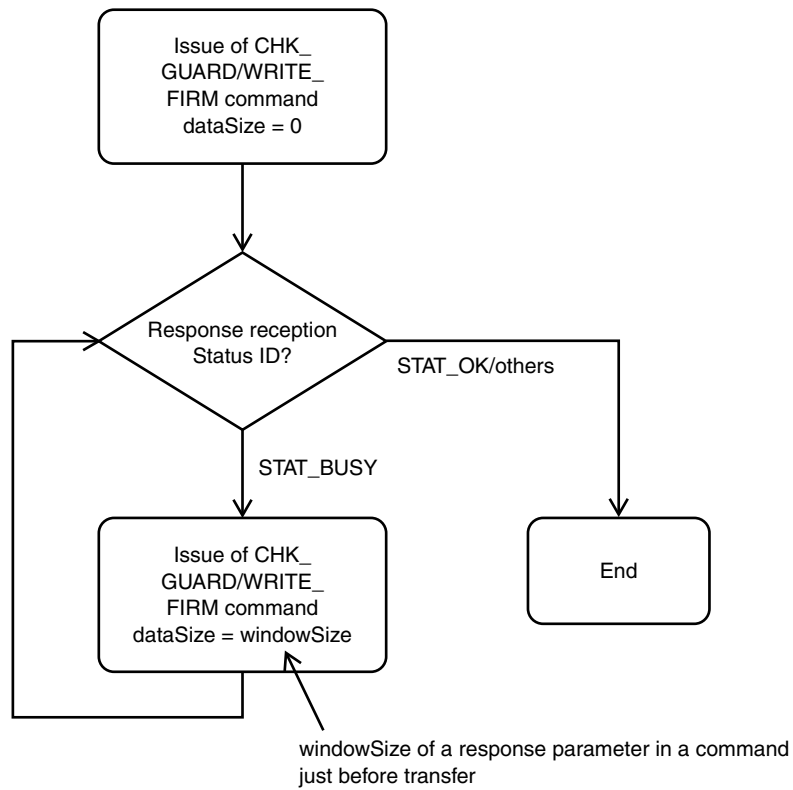 Issue of CHK_
GUARD/WRITE_
FIRM command
dataSize = 0
Response reception
Status ID?
STAT_OK/others
STAT_BUSY
Issue of CHK_
GUARD/WRITE_
FIRM command
dataSize = windowSize
End
windowSize of a response parameter in a command
just before transfer